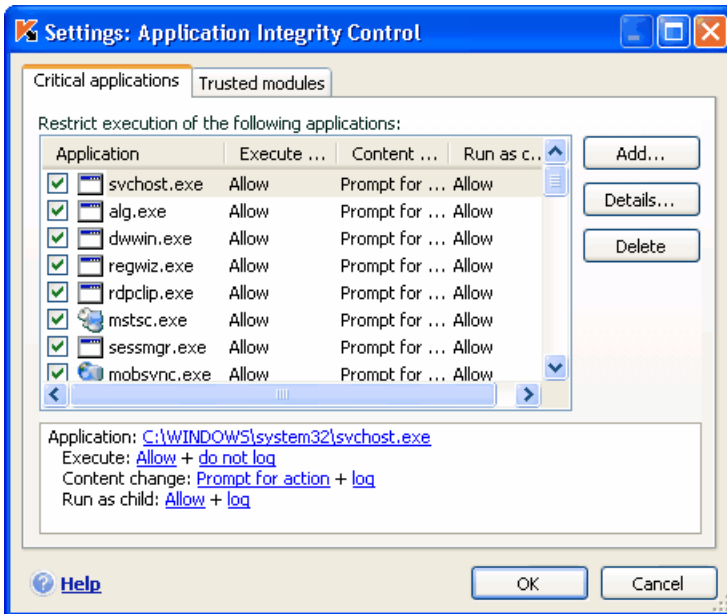 Settings: Application Integrity Control
Critical applications Trusted modules
Restrict execution of the following applications:
Application Execute ... Content ... Run as c...
svchost.exe Allow Prompt for ... Allow
alg.exe Allow Prompt for ... Allow
dwwin.exe Allow Prompt for ... Allow
regwiz.exe Allow Prompt for ... Allow
rdpclip.exe Allow Prompt for ... Allow
mstsc.exe Allow Prompt for ... Allow
sessmgr.exe Allow Prompt for ... Allow
mobsync.exe Allow Prompt for ... Allow
Add...
Details...
Delete
Application: C:\WINDOWS\system32\svchost.exe
Execute: Allow + do not log
Content change: Prompt for action + log
Run as child: Allow + log
Help OK Cancel